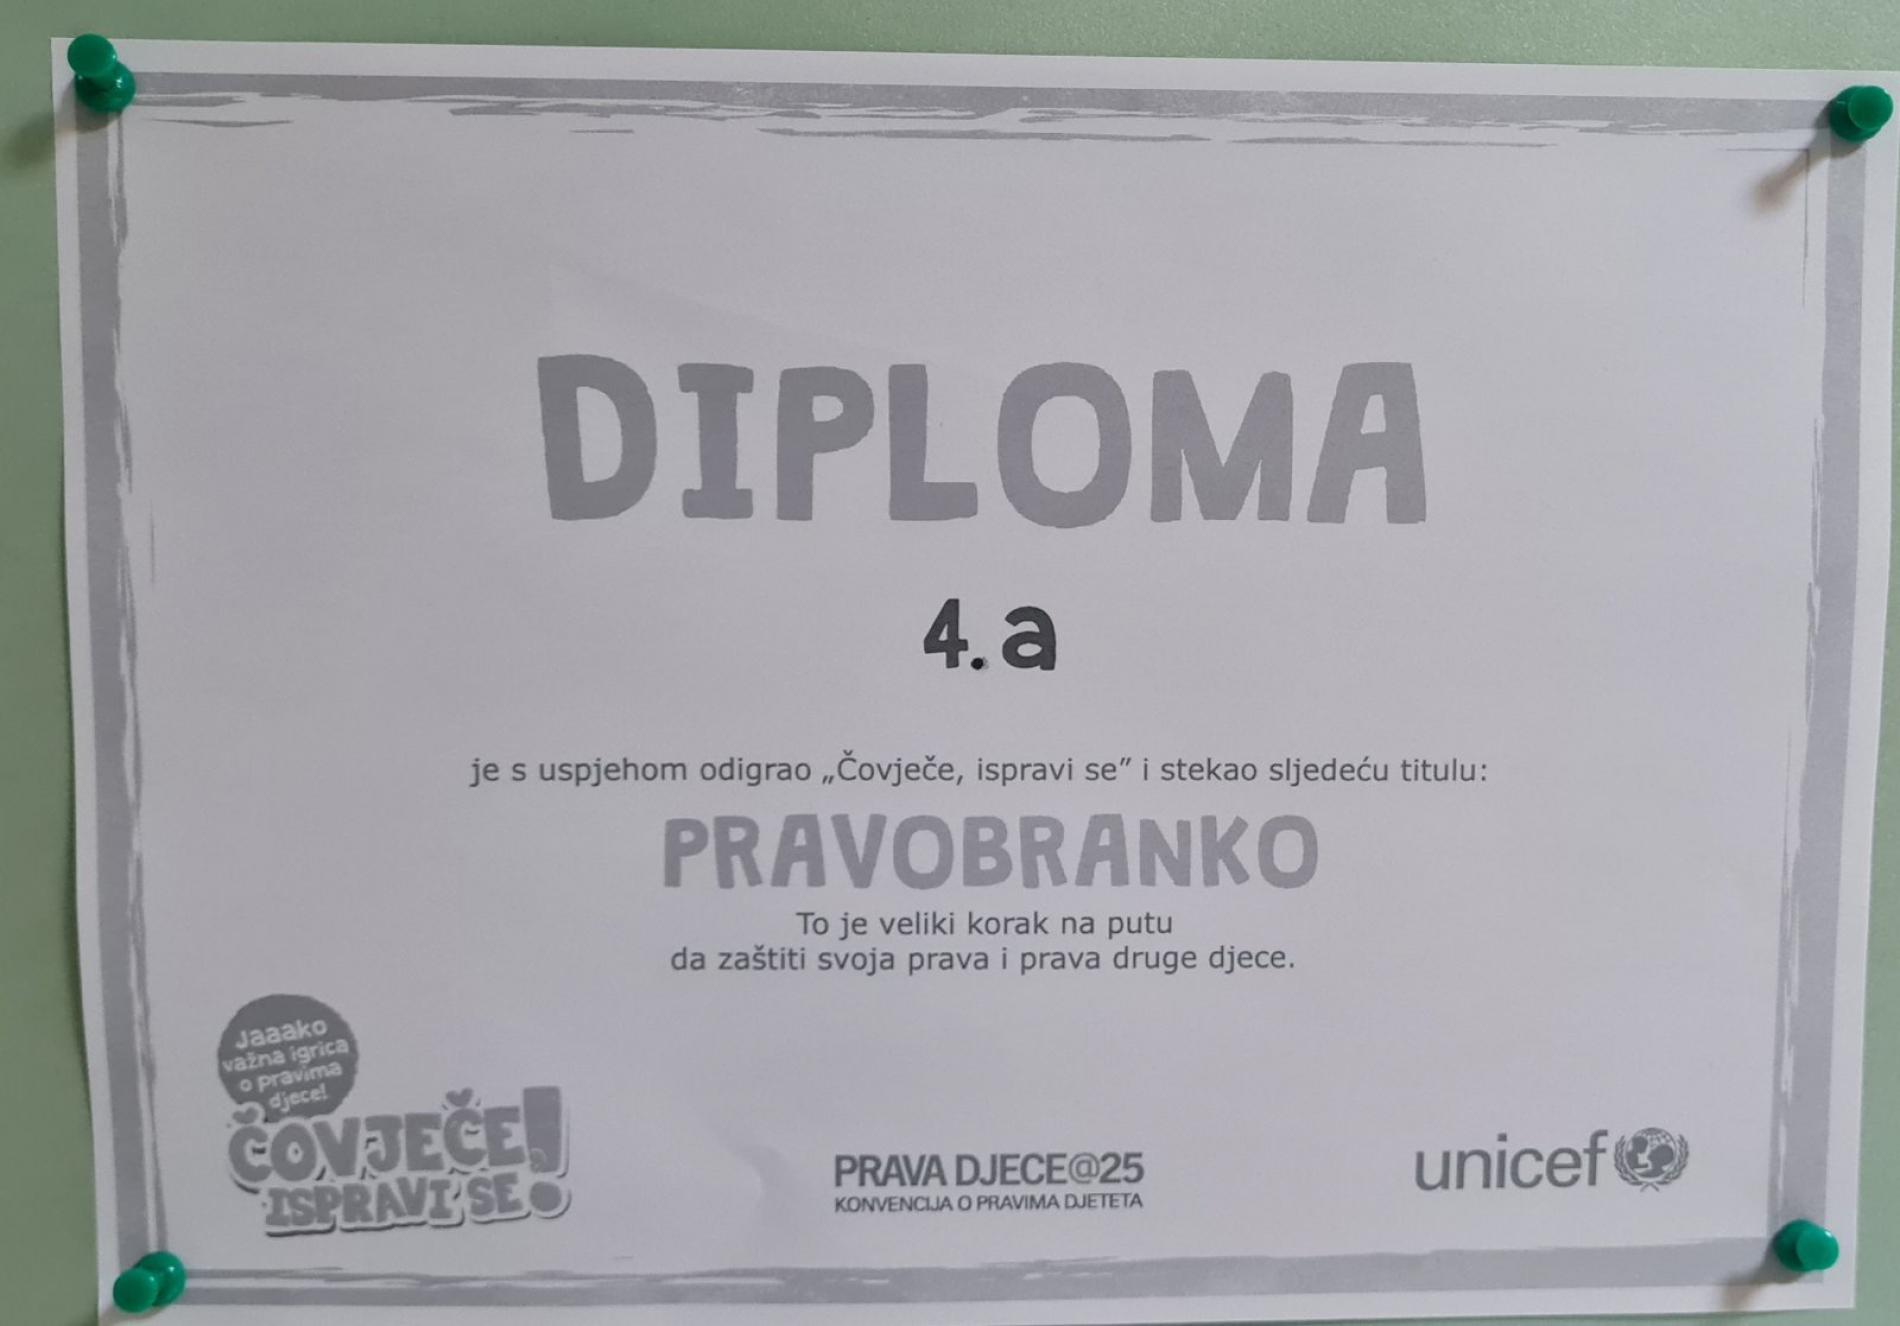 DIPLOMA
4.a
je s uspjehom odigrao „Čovječe, ispravi se” i stekao sljedeću titulu:
PRAVOBRANKO
To je veliki korak na putu
da zaštiti svoja prava i prava druge djece.
Jaaako
važna igrica
o pravima
djece!
ČOVJEČE!
ISPRAVI SE!
PRAVA DJECE@25
KONVENCIJA O PRAVIMA DJETETA
unicef